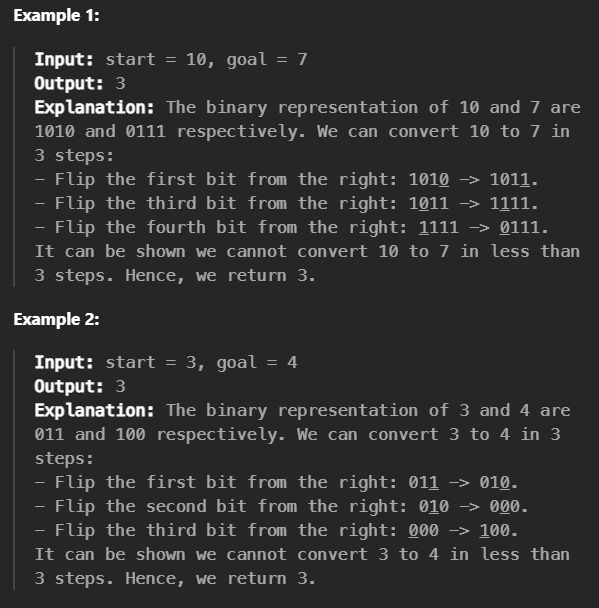 Example 1:
Input: start = 10, goal = 7
Output: 3
Explanation: The binary representation of 10 and 7 are
1010 and 0111 respectively. We can convert 10 to 7 in
3 steps:
- Flip the first bit from the right: 1010 -> 1011.
- Flip the third bit from the right: 1011 -> 1111.
- Flip the fourth bit from the right: 1111 -> 0111.
It can be shown we cannot convert 10 to 7 in less than
3 steps. Hence, we return 3.
Example 2:
Input: start = 3, goal = 4
Output: 3
Explanation: The binary representation of 3 and 4 are
011 and 100 respectively. We can convert 3 to 4 in 3
steps:
- Flip the first bit from the right: 011 -> 010.
- Flip the second bit from the right: 010 -> 000.
- Flip the third bit from the right: 000 -> 100.
It can be shown we cannot convert 3 to 4 in less than
3 steps. Hence, we return 3.